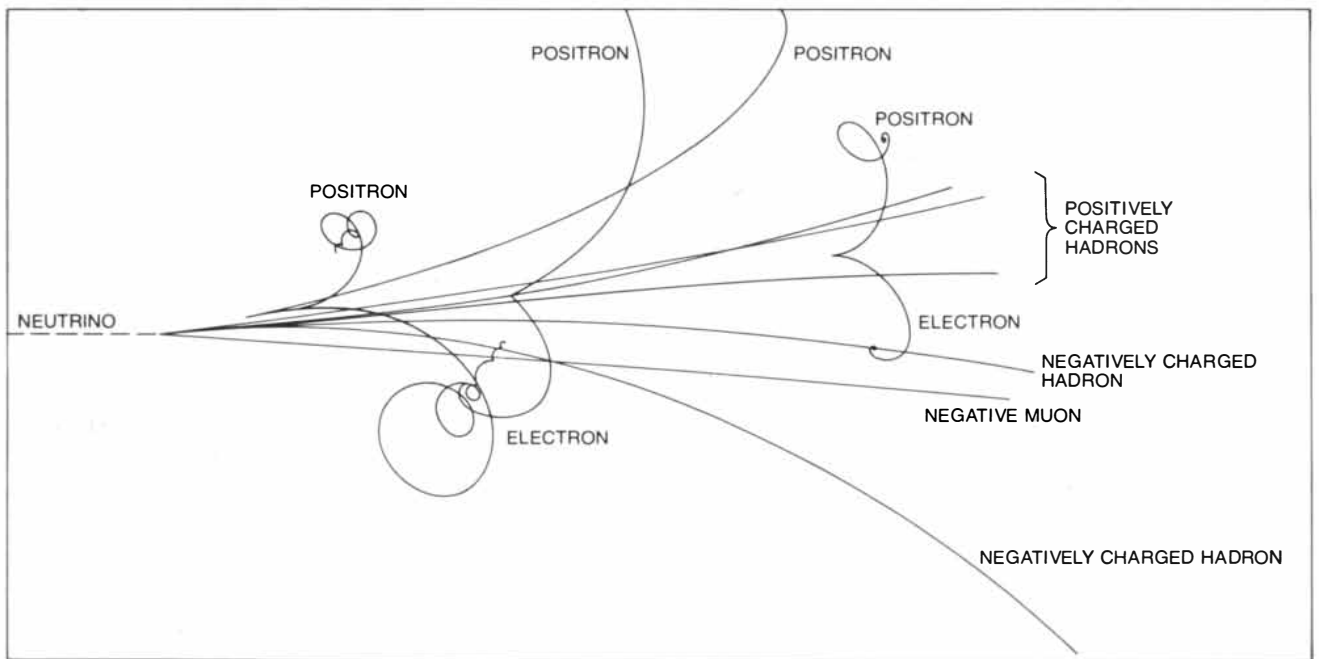 POSITRON
POSITRON
POSITRON
POSITRON
POSITIVELY
CHARGED
HADRONS
NEUTRINO
ELECTRON
NEGATIVELY CHARGED
HADRON
NEGATIVE MUON
ELECTRON
NEGATIVELY CHARGED HADRON